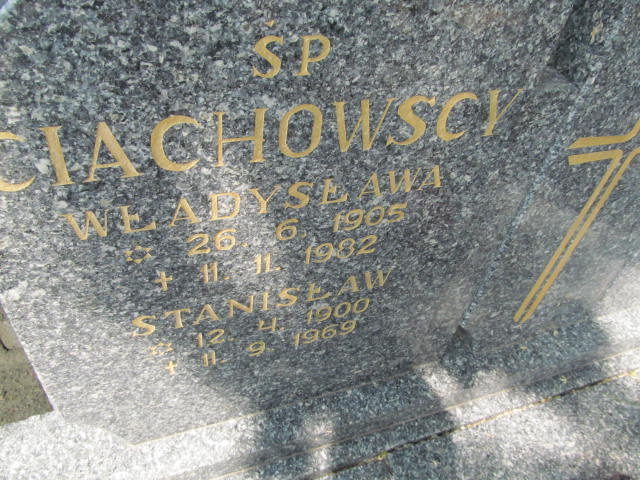 ŚP
CIACHOWSCY
WŁADYSŁAWA
☼ 26. 6. 1905
+ 11. 11. 1982
STANISŁAW
☼ 12. 4. 1900
+ 11. 9. 1969